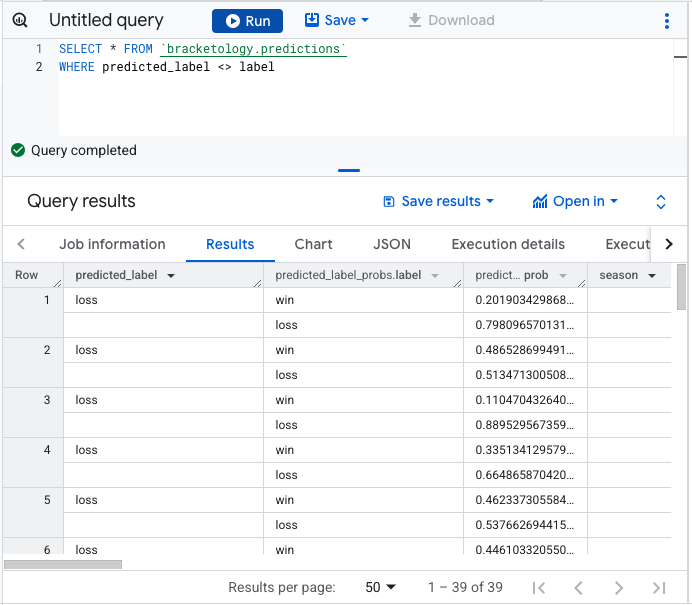 Untitled query Run Save Download
1 SELECT * FROM `bracketology.predictions`
2 WHERE predicted_label <> label
Query completed
Query results Save results Open in
Job information Results Chart JSON Execution details Execut
Row predicted_label predicted_label_probs.label predict... prob season
1 loss win 0.201903429868...
loss 0.798096570131...
2 loss win 0.486528699491...
loss 0.513471300508...
3 loss win 0.110470432640...
loss 0.889529567359...
4 loss win 0.335134129579...
loss 0.664865870420...
5 loss win 0.462337305584...
loss 0.537662694415...
6 loss win 0.446103320550...
Results per page: 50 1 – 39 of 39